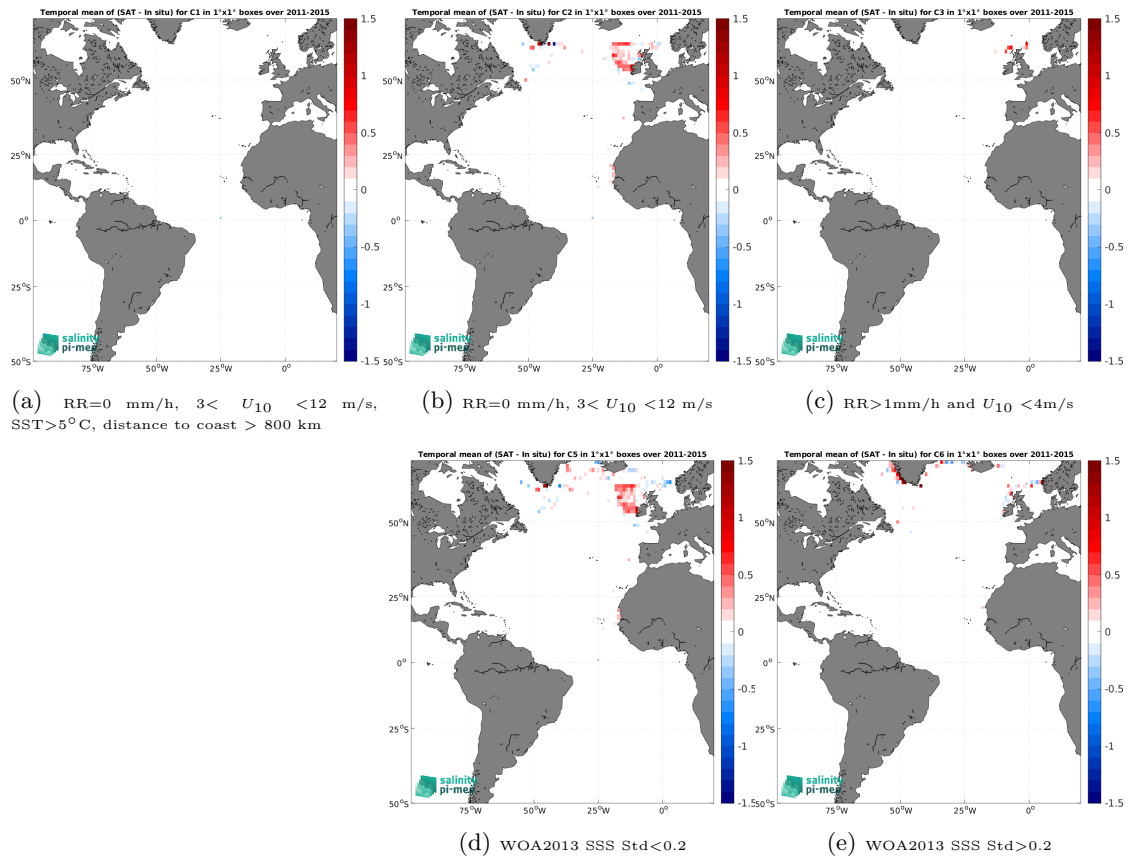 Temporal mean of (SAT - In situ) for C1 in 1°x1° boxes over 2011-2015
50°N
25°N
0°
25°S
50°S
75°W
50°W
25°W
0°
1.5
1
0.5
0
-0.5
-1
-1.5
salinity
pi-mep
(a) RR=0 mm/h, 3< U10 <12 m/s,
SST>5°C, distance to coast > 800 km
Temporal mean of (SAT - In situ) for C2 in 1°x1° boxes over 2011-2015
50°N
25°N
0°
25°S
50°S
75°W
50°W
25°W
0°
1.5
1
0.5
0
-0.5
-1
-1.5
salinity
pi-mep
(b) RR=0 mm/h, 3< U10 <12 m/s
Temporal mean of (SAT - In situ) for C3 in 1°x1° boxes over 2011-2015
50°N
25°N
0°
25°S
50°S
75°W
50°W
25°W
0°
1.5
1
0.5
0
-0.5
-1
-1.5
salinity
pi-mep
(c) RR>1mm/h and U10 <4m/s
Temporal mean of (SAT - In situ) for C5 in 1°x1° boxes over 2011-2015
50°N
25°N
0°
25°S
50°S
75°W
50°W
25°W
0°
1.5
1
0.5
0
-0.5
-1
-1.5
salinity
pi-mep
(d) WOA2013 SSS Std<0.2
Temporal mean of (SAT - In situ) for C6 in 1°x1° boxes over 2011-2015
50°N
25°N
0°
25°S
50°S
75°W
50°W
25°W
0°
1.5
1
0.5
0
-0.5
-1
-1.5
salinity
pi-mep
(e) WOA2013 SSS Std>0.2